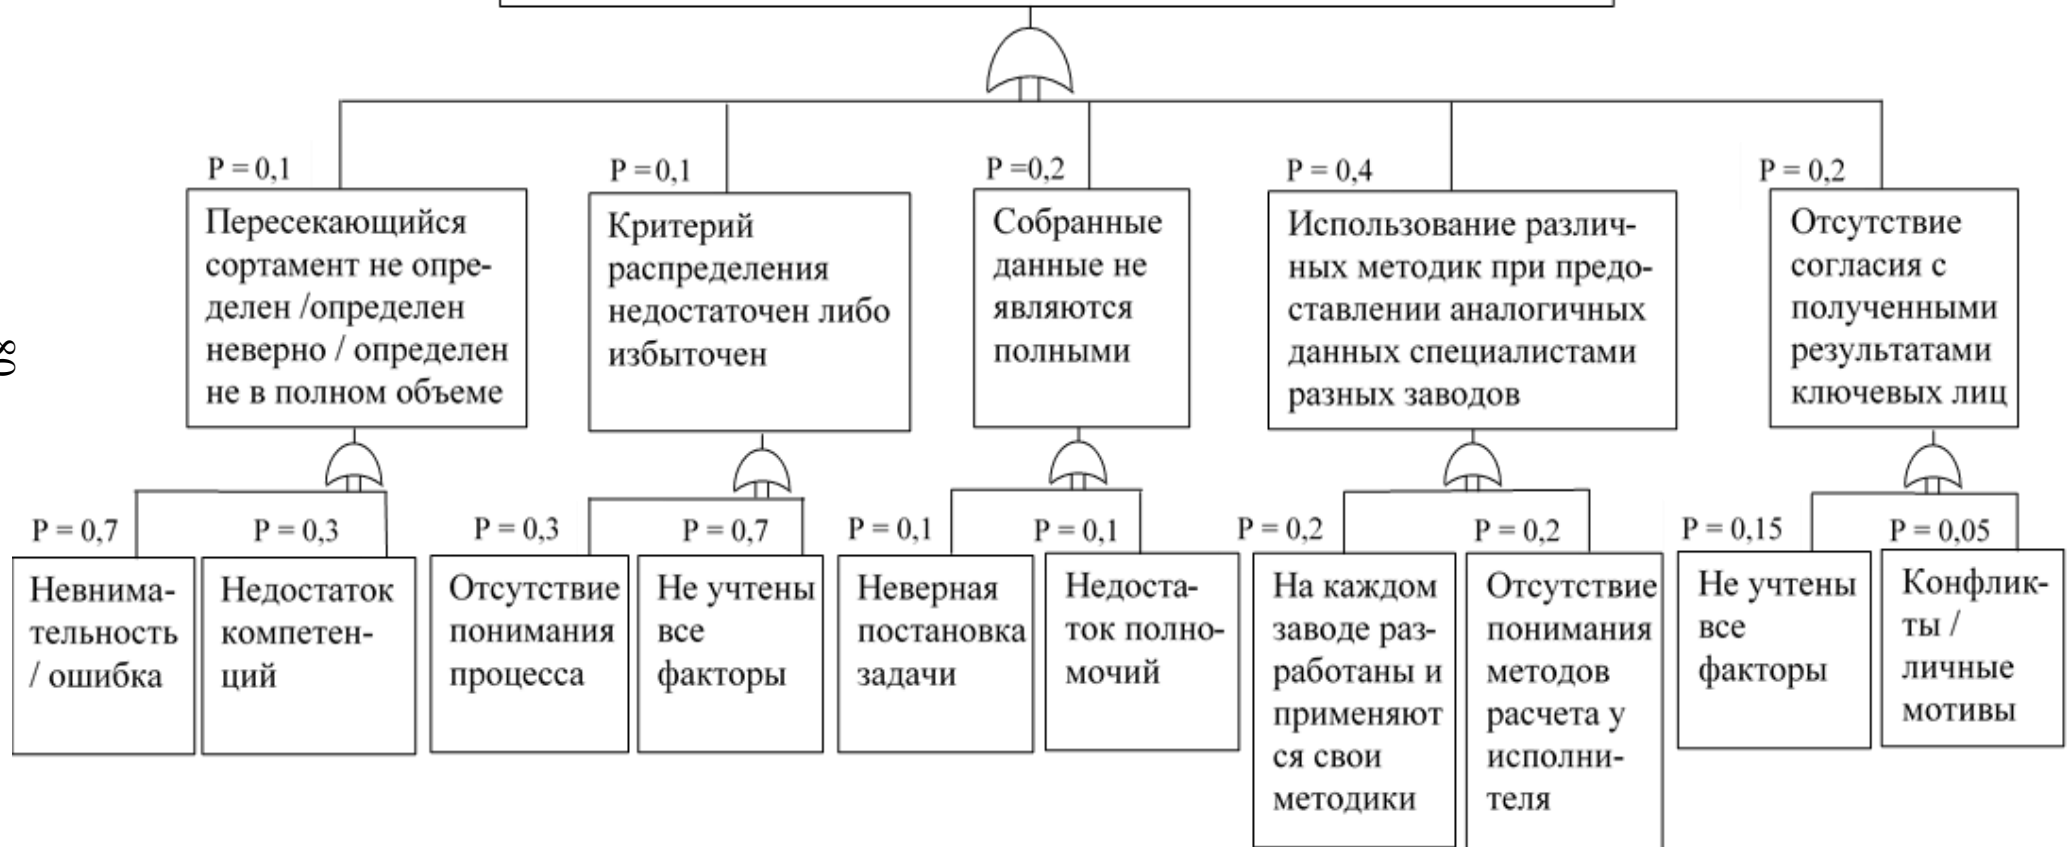 P = 0,1
Пересекающийся
сортамент не опре-
делен /определен
неверно / определен
не в полном объеме
P = 0,1
Критерий
распределения
недостаточен либо
избыточен
P =0,2
Собранные
данные не
являются
полными
P = 0,4
Использование различ-
ных методик при предо-
ставлении аналогичных
данных специалистами
разных заводов
P = 0,2
Отсутствие
согласия с
полученными
результатами
ключевых лиц
80
P = 0,7
Невнима-
тельность
/ ошибка
P = 0,3
Недостаток
компетен-
ций
P = 0,3
Отсутствие
понимания
процесса
P = 0,7
Не учтены
все
факторы
P = 0,1
Неверная
постановка
задачи
P = 0,1
Недоста-
ток полно-
мочий
P = 0,2
На каждом
заводе раз-
работаны и
применяют
ся свои
методики
P = 0,2
Отсутствие
понимания
методов
расчета у
исполни-
теля
P = 0,15
Не учтены
все
факторы
P = 0,05
Конфлик-
ты /
личные
мотивы